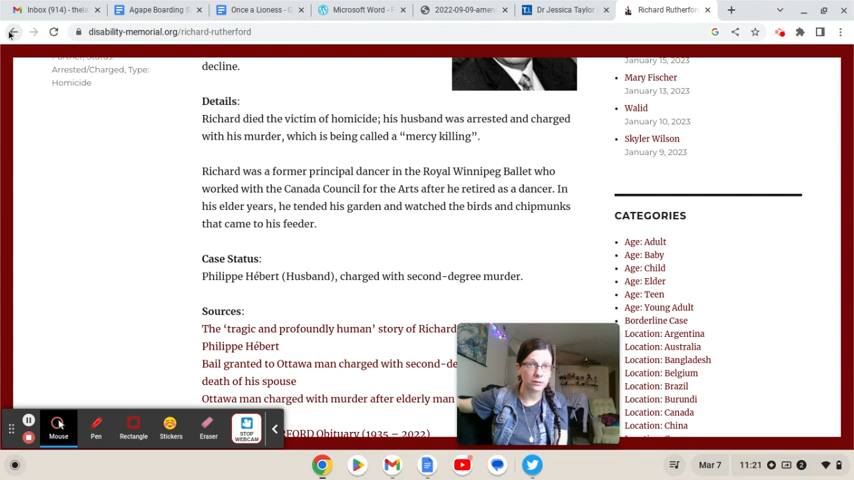 Inbox (914) - thela
Agape Boarding S
Once a Lioness - G
Microsoft Word - F
2022-09-09-amen
Dr Jessica Taylor
Richard Rutherfor
disability-memorial.org/richard-rutherford
Arrested/Charged, Type:
Homicide
decline.
Details:
Richard died the victim of homicide; his husband was arrested and charged
with his murder, which is being called a “mercy killing”.
Richard was a former principal dancer in the Royal Winnipeg Ballet who
worked with the Canada Council for the Arts after he retired as a dancer. In
his elder years, he tended his garden and watched the birds and chipmunks
that came to his feeder.
Case Status:
Philippe Hébert (Husband), charged with second-degree murder.
Sources:
The ‘tragic and profoundly human’ story of Richard
Philippe Hébert
Bail granted to Ottawa man charged with second-de
death of his spouse
Ottawa man charged with murder after elderly man
RFORD Obituary (1935 – 2022)
January 15, 2023
Mary Fischer
January 13, 2023
Walid
January 10, 2023
Skyler Wilson
January 9, 2023
CATEGORIES
Age: Adult
Age: Baby
Age: Child
Age: Elder
Age: Teen
Age: Young Adult
Borderline Case
Location: Argentina
Location: Australia
Location: Bangladesh
Location: Belgium
Location: Brazil
Location: Burundi
Location: Canada
Location: China
Mouse
Pen
Rectangle
Stickers
Eraser
STOP
WEBCAM
Mar 7
11:21
2